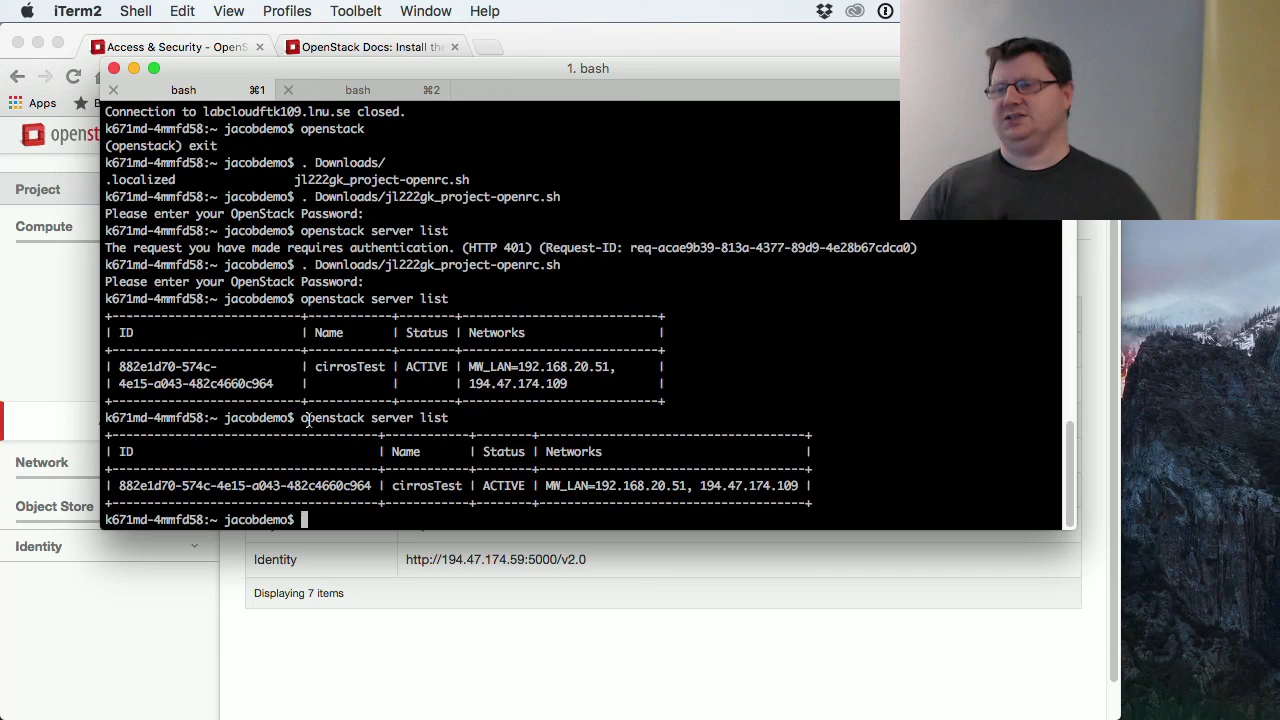 iTerm2 Shell Edit View Profiles Toolbelt Window Help
Access & Security - OpenS
OpenStack Docs: Install the
1. bash
Apps
bash ⌘1
bash ⌘2
Connection to labcloudftk109.lnu.se closed.
k671md-4mmfd58:~ jacobdemo$ openstack
(openstack) exit
k671md-4mmfd58:~ jacobdemo$ . Downloads/
.localized jl222gk_project-openrc.sh
k671md-4mmfd58:~ jacobdemo$ . Downloads/jl222gk_project-openrc.sh
Please enter your OpenStack Password:
k671md-4mmfd58:~ jacobdemo$ openstack server list
The request you have made requires authentication. (HTTP 401) (Request-ID: req-acae9b39-813a-4377-89d9-4e28b67cdca0)
k671md-4mmfd58:~ jacobdemo$ . Downloads/jl222gk_project-openrc.sh
Please enter your OpenStack Password:
k671md-4mmfd58:~ jacobdemo$ openstack server list
| ID | Name | Status | Networks |
| 882e1d70-574c- | cirrosTest | ACTIVE | MW_LAN=192.168.20.51, |
| 4e15-a043-482c4660c964 | | | 194.47.174.109 |
k671md-4mmfd58:~ jacobdemo$ openstack server list
| ID | Name | Status | Networks |
| 882e1d70-574c-4e15-a043-482c4660c964 | cirrosTest | ACTIVE | MW_LAN=192.168.20.51, 194.47.174.109 |
k671md-4mmfd58:~ jacobdemo$
openst
Project
Compute
Network
Object Store
Identity
Identity http://194.47.174.59:5000/v2.0
Displaying 7 items